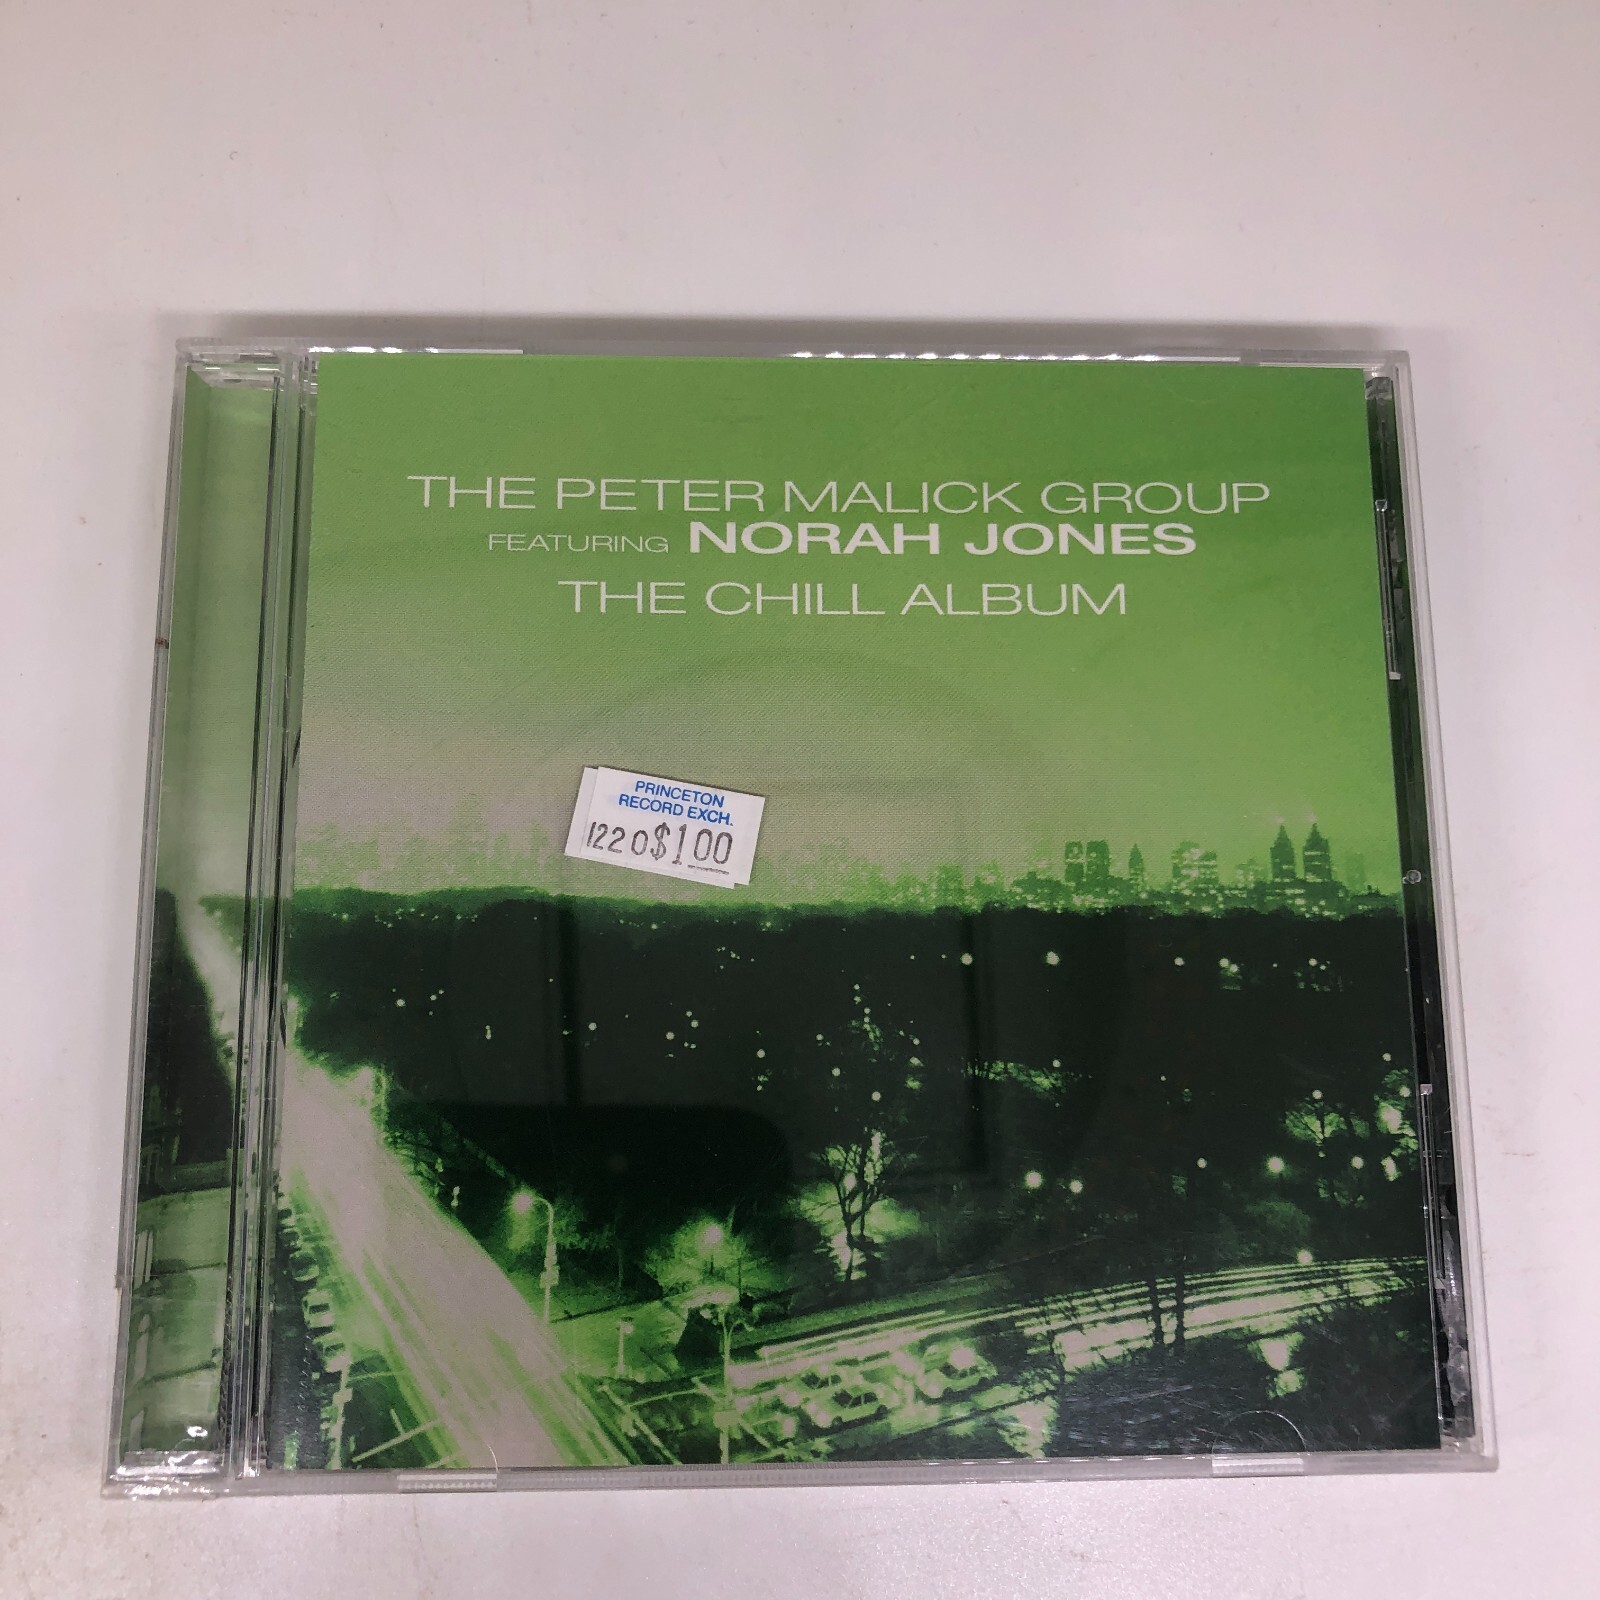 THE PETER MALICK GROUP
FEATURING NORAH JONES
THE CHILL ALBUM
PRINCETON
RECORD EXCH.
1220$1.00